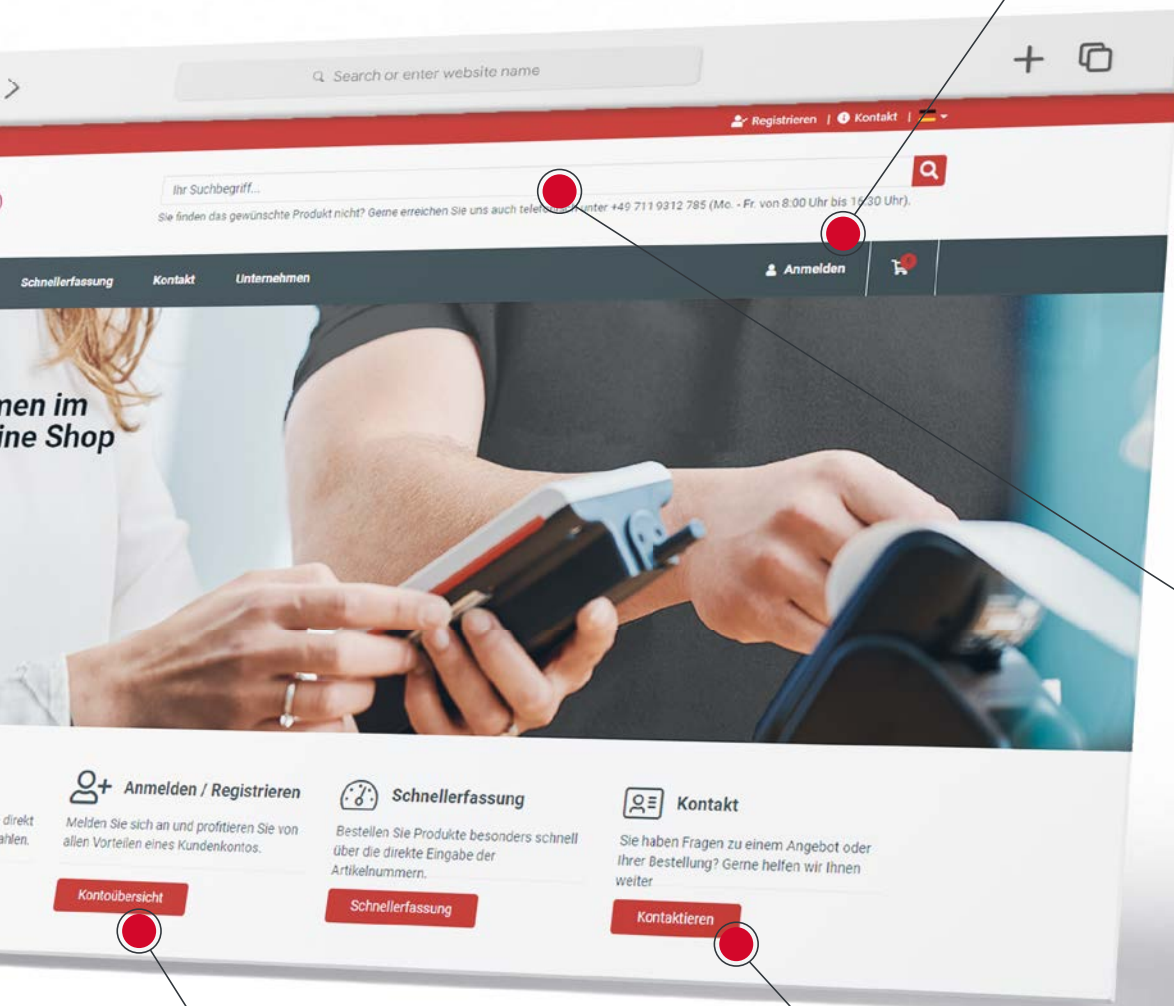 Search or enter website name
Registrieren | Kontakt |
Ihr Suchbegriff...
Sie finden das gewünschte Produkt nicht? Gerne erreichen Sie uns auch unter +49 711 9312 785 (Mo. - Fr. von 8:00 Uhr bis 16:30 Uhr).
Schnellerfassung Kontakt Unternehmen Anmelden
men im
ine Shop
direkt
ahlen.
Anmelden / Registrieren
Melden Sie sich an und profitieren Sie von
allen Vorteilen eines Kundenkontos.
Kontoübersicht
Schnellerfassung
Bestellen Sie Produkte besonders schnell
über die direkte Eingabe der
Artikelnummern.
Schnellerfassung
Kontakt
Sie haben Fragen zu einem Angebot oder
Ihrer Bestellung? Gerne helfen wir Ihnen
weiter
Kontaktieren